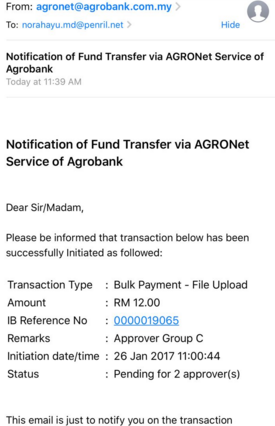 From: agronet@agrobank.com.my >
To: norahayu.md@penril.net > Hide
Notification of Fund Transfer via AGRONet Service of
Agrobank
Today at 11:39 AM
Notification of Fund Transfer via AGRONet
Service of Agrobank
Dear Sir/Madam,
Please be informed that transaction below has been
successfully Initiated as followed:
Transaction Type : Bulk Payment - File Upload
Amount : RM 12.00
IB Reference No : 0000019065
Remarks : Approver Group C
Initiation date/time : 26 Jan 2017 11:00:44
Status : Pending for 2 approver(s)
This email is just to notify you on the transaction